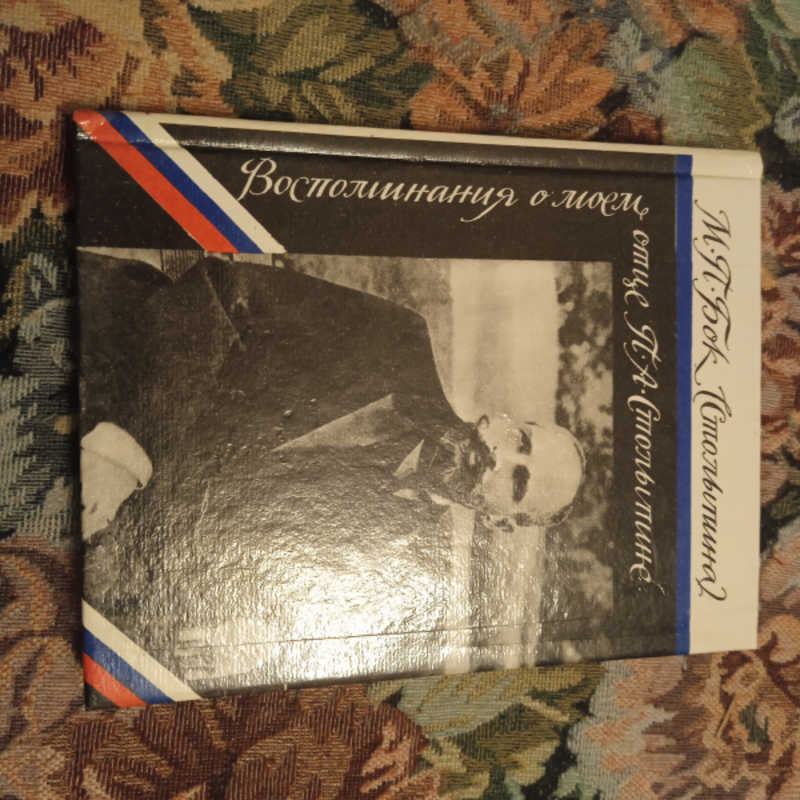 М·П·Бок (Столыпина)
Воспоминания о моем
отце П·А·Столыпине.